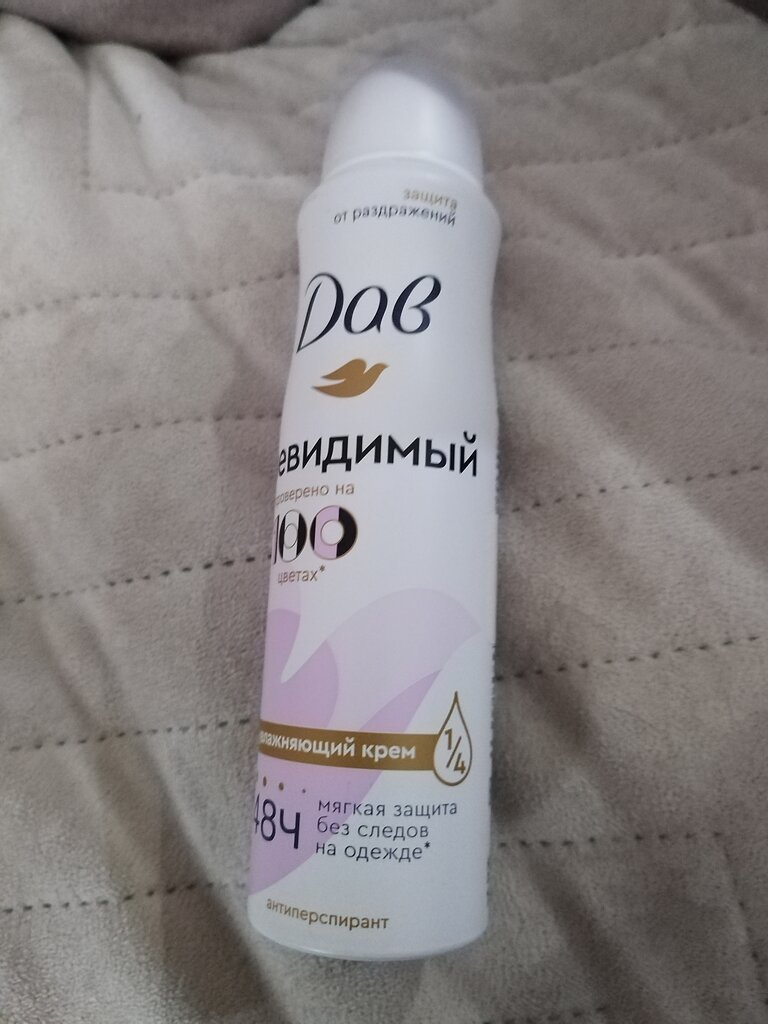 защита
от раздражений
Дав
евидимый
роверено на
100
цветах*
лажняющий крем
1/4
48ч
мягкая защита
без следов
на одежде*
антиперспирант